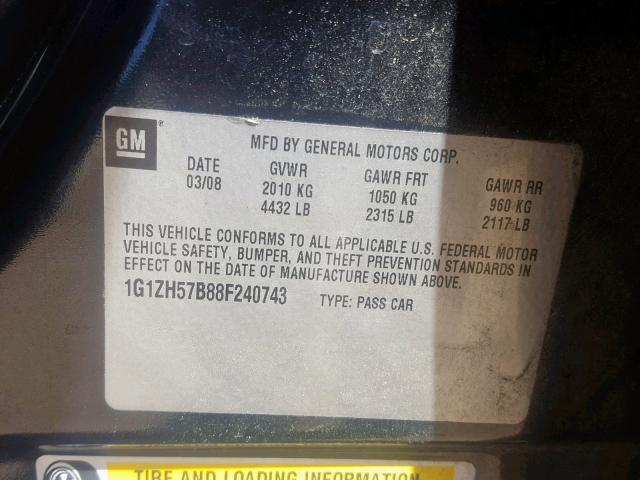 GM®
MFD BY GENERAL MOTORS CORP.
DATE GVWR GAWR FRT GAWR RR
03/08 2010 KG 1050 KG 960 KG
4432 LB 2315 LB 2117 LB
THIS VEHICLE CONFORMS TO ALL APPLICABLE U.S. FEDERAL MOTOR
VEHICLE SAFETY, BUMPER, AND THEFT PREVENTION STANDARDS IN
EFFECT ON THE DATE OF MANUFACTURE SHOWN ABOVE.
1G1ZH57B88F240743 TYPE: PASS CAR
TIRE AND LOADING INFORMATION